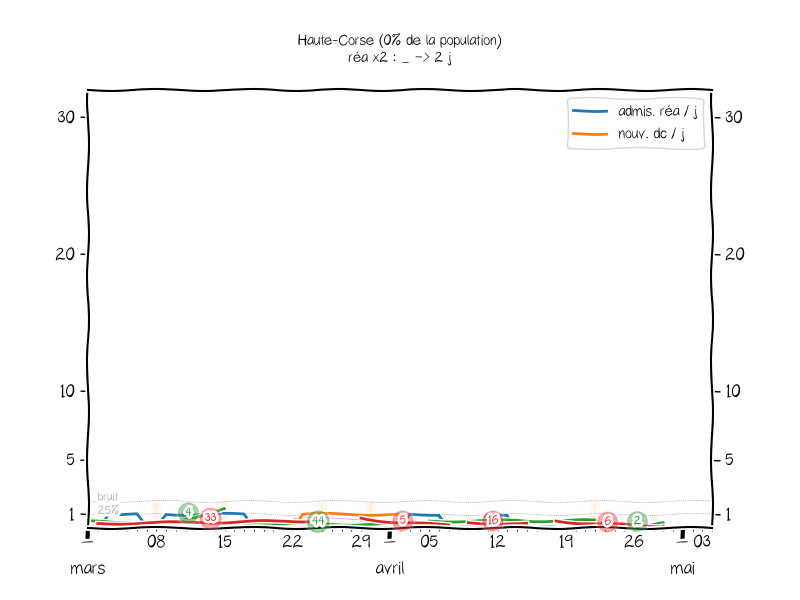 Haute-Corse (0% de la population)
réa x2 : _ -> 2 j
admis. réa / j
nouv. dc / j
30 30
20 20
10 10
5 5
bruit
25%
1 4 33 44 5 16 6 2 1
08 15 22 29 05 12 19 26 03
mars avril mai